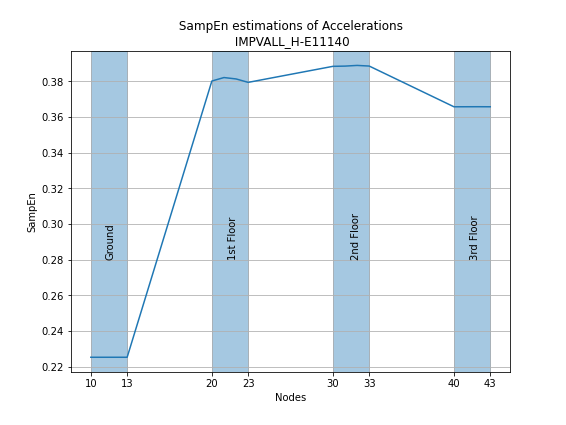 SampEn estimations of Accelerations
IMPVALL_H-E11140
SampEn
0.38
0.36
0.34
0.32
0.30
0.28
0.26
0.24
0.22
Ground
1st Floor
2nd Floor
3rd Floor
10 13 20 23 30 33 40 43
Nodes